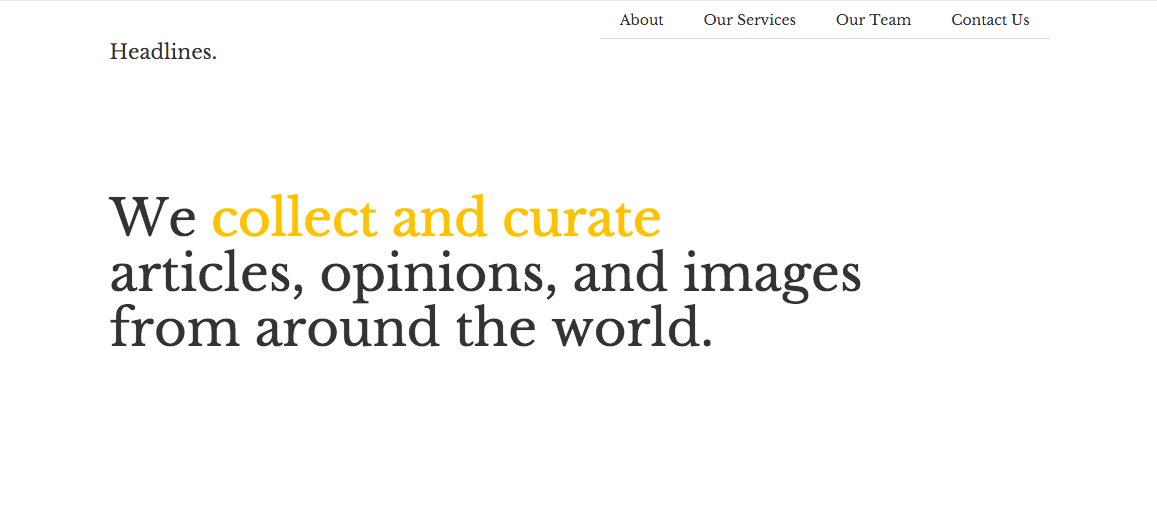 About Our Services Our Team Contact Us
Headlines.
We collect and curate
articles, opinions, and images
from around the world.